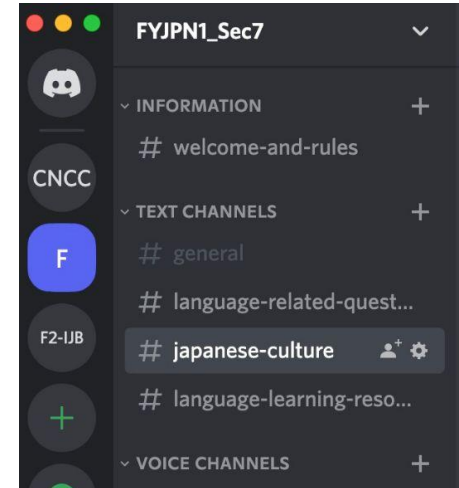 FYJPN1_Sec7
INFORMATION
# welcome-and-rules
CNCC
TEXT CHANNELS
F
# general
# language-related-quest...
F2-IJB
# japanese-culture
# language-learning-reso...
VOICE CHANNELS